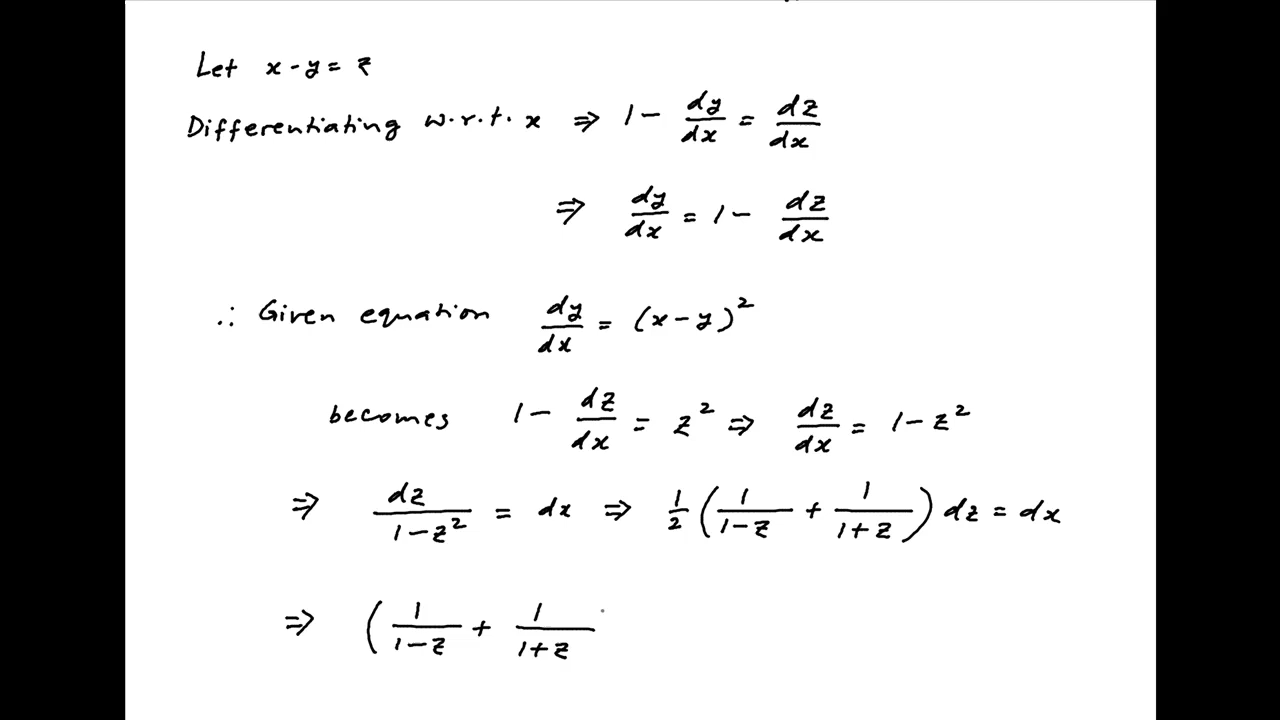 Let x - y = z
Differentiating w.r.t. x ⇒ 1 - dy/dx = dz/dx
⇒ dy/dx = 1 - dz/dx
∴ Given equation dy/dx = (x - y)²
becomes 1 - dz/dx = z² ⇒ dz/dx = 1 - z²
⇒ dz/(1 - z²) = dx ⇒ 1/2 (1/(1 - z) + 1/(1 + z)) dz = dx
⇒ (1/(1 - z) + 1/(1 + z)